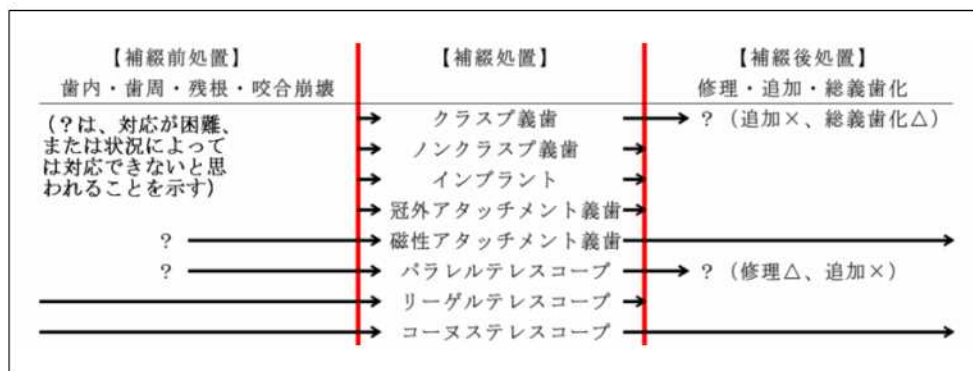 【補綴前処置】 【補綴処置】 【補綴後処置】
歯内・歯周・残根・咬合崩壊 修理・追加・総義歯化
(?は、対応が困難、
または状況によって
は対応できないと思
われることを示す)
クラスプ義歯 ? (追加×、総義歯化△)
ノンクラスプ義歯
インプラント
冠外アタッチメント義歯
? 磁性アタッチメント義歯
? パラレルテレスコープ ? (修理△、追加×)
リーゲルテレスコープ
コーヌステレスコープ